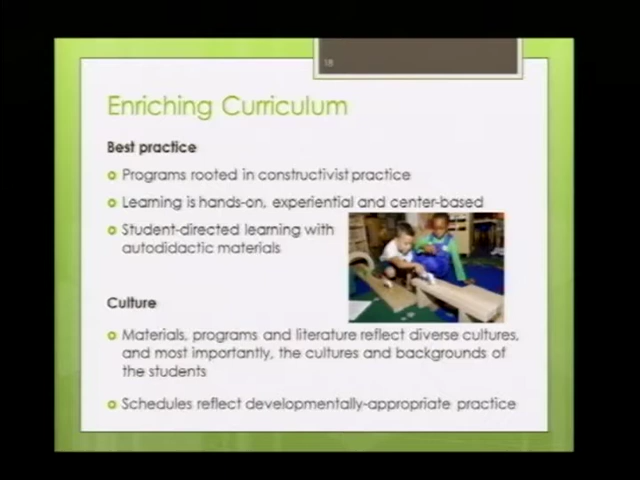 18
Enriching Curriculum
Best practice
Programs rooted in constructivist practice
Learning is hands-on, experiential and center-based
Student-directed learning with
autodidactic materials
Culture
Materials, programs and literature reflect diverse cultures,
and most importantly, the cultures and backgrounds of
the students
Schedules reflect developmentally-appropriate practice